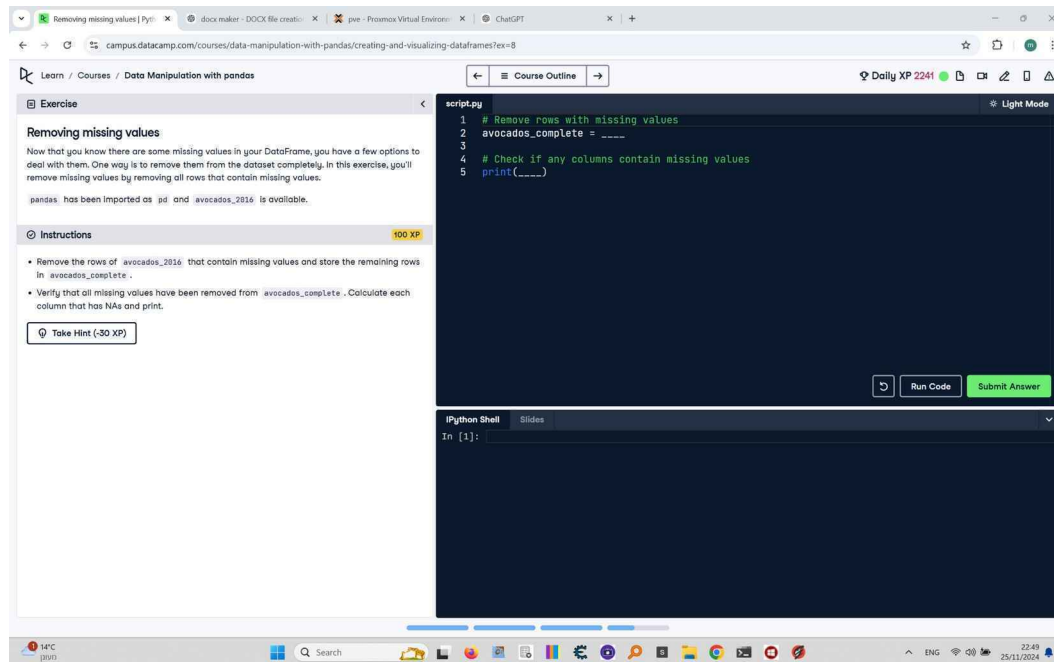 Removing missing values | Pyth
docx maker - DOCX file creation
pve - Proxmox Virtual Environm
ChatGPT
campus.datacamp.com/courses/data-manipulation-with-pandas/creating-and-visualizing-dataframes?ex=8
Learn / Courses / Data Manipulation with pandas
Course Outline
Daily XP 2241
Exercise
Removing missing values
Now that you know there are some missing values in your DataFrame, you have a few options to
deal with them. One way is to remove them from the dataset completely. In this exercise, you'll
remove missing values by removing all rows that contain missing values.
pandas has been imported as pd and avocados_2016 is available.
Instructions
100 XP
• Remove the rows of avocados_2016 that contain missing values and store the remaining rows
in avocados_complete .
• Verify that all missing values have been removed from avocados_complete . Calculate each
column that has NAs and print.
Take Hint (-30 XP)
script.py
Light Mode
1 # Remove rows with missing values
2 avocados_complete = ____
3
4 # Check if any columns contain missing values
5 print(____)
Run Code
Submit Answer
IPython Shell
Slides
In [1]:
14°C
Search
ENG
22:49
25/11/2024